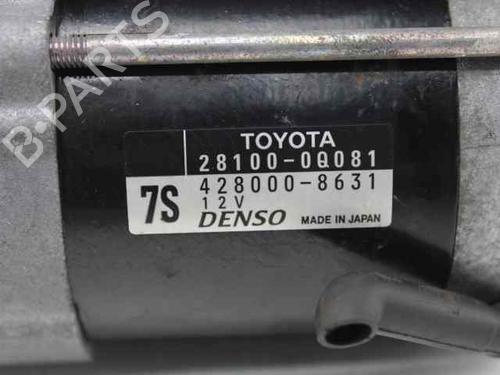 B-PARTS
TOYOTA
28100-0Q081
7S 428000-8631
12V
DENSO MADE IN JAPAN